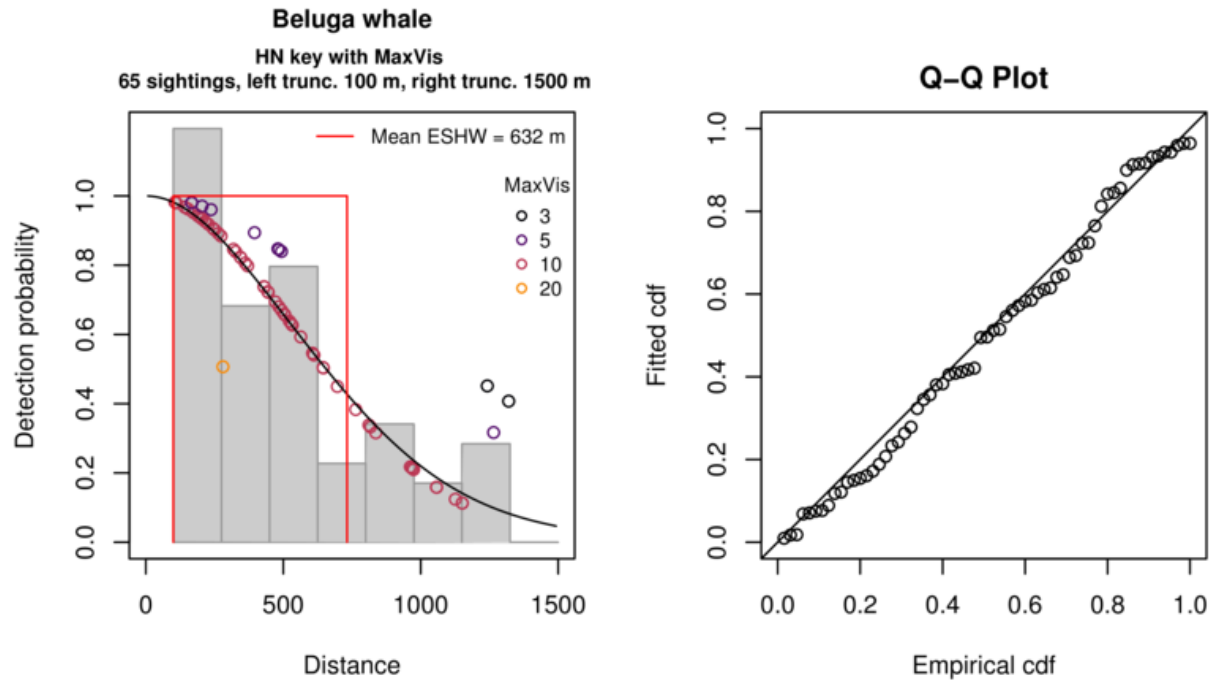 Beluga whale
HN key with MaxVis
65 sightings, left trunc. 100 m, right trunc. 1500 m
Mean ESHW = 632 m
MaxVis
3
5
10
20
Detection probability
0.0 0.2 0.4 0.6 0.8 1.0
0 500 1000 1500
Distance
Q−Q Plot
Fitted cdf
0.0 0.2 0.4 0.6 0.8 1.0
0.0 0.2 0.4 0.6 0.8 1.0
Empirical cdf